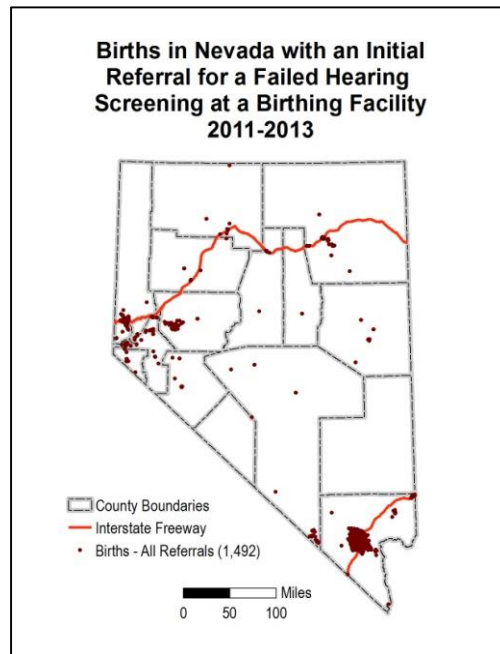 Births in Nevada with an Initial
Referral for a Failed Hearing
Screening at a Birthing Facility
2011-2013
County Boundaries
Interstate Freeway
Births - All Referrals (1,492)
Miles
0 50 100